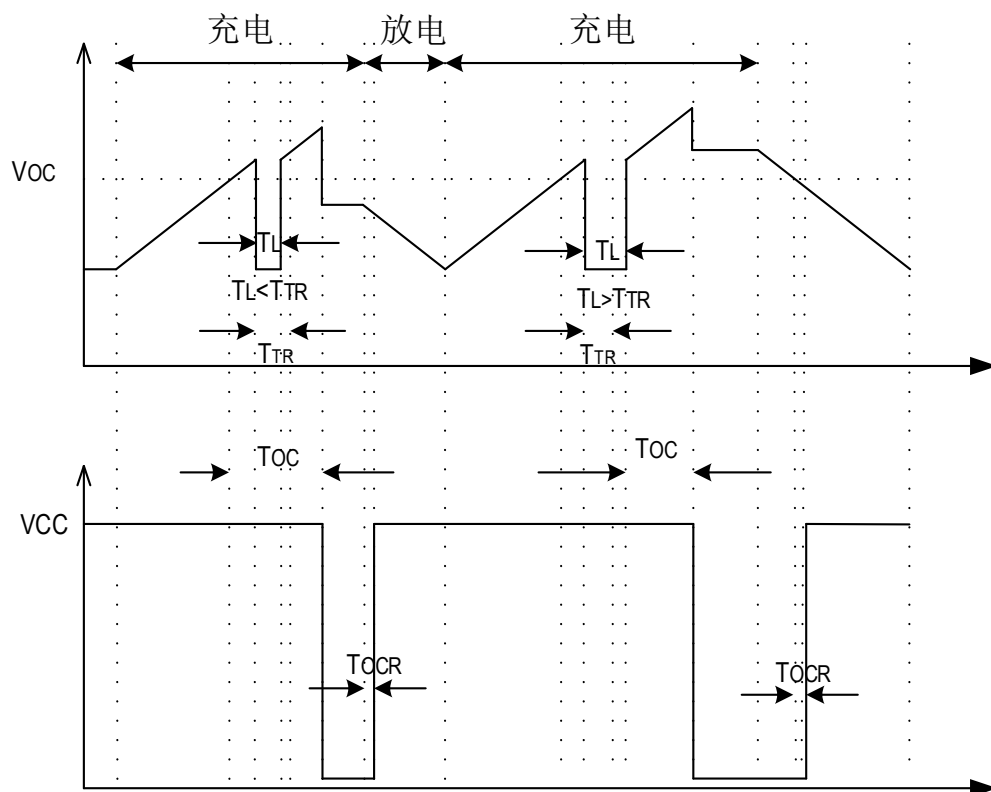 充电
放电
充电
VOC
TL
TL<TTR
TTR
TL
TL>TTR
TTR
TOC
TOC
VCC
TOCR
TOCR